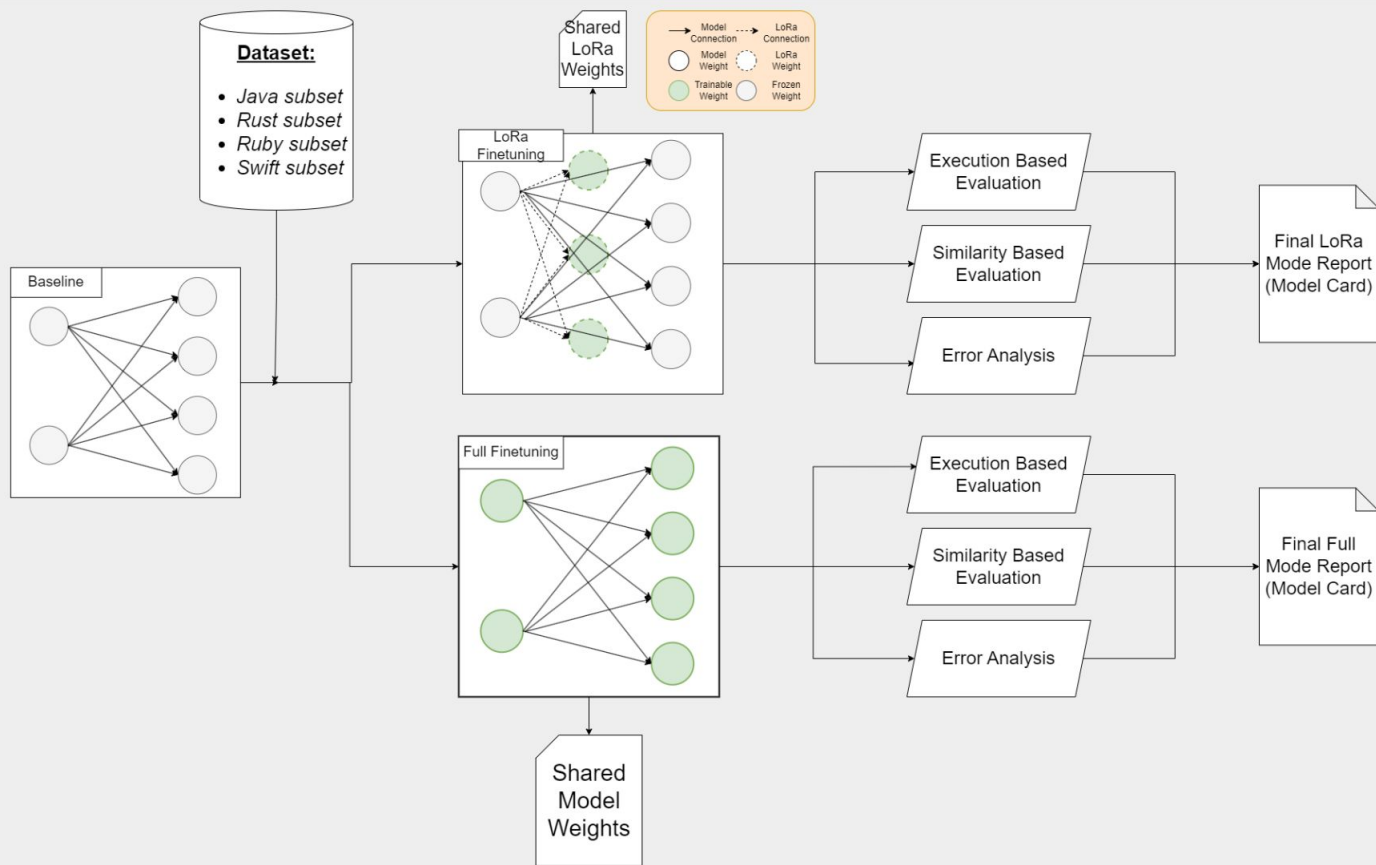 Dataset:
• Java subset
• Rust subset
• Ruby subset
• Swift subset
Shared
LoRa
Weights
Model
Connection
LoRa
Connection
Model
Weight
LoRa
Weight
Trainable
Weight
Frozen
Weight
Baseline
LoRa
Finetuning
Execution Based
Evaluation
Similarity Based
Evaluation
Error Analysis
Final LoRa
Mode Report
(Model Card)
Full Finetuning
Execution Based
Evaluation
Similarity Based
Evaluation
Error Analysis
Final Full
Mode Report
(Model Card)
Shared
Model
Weights